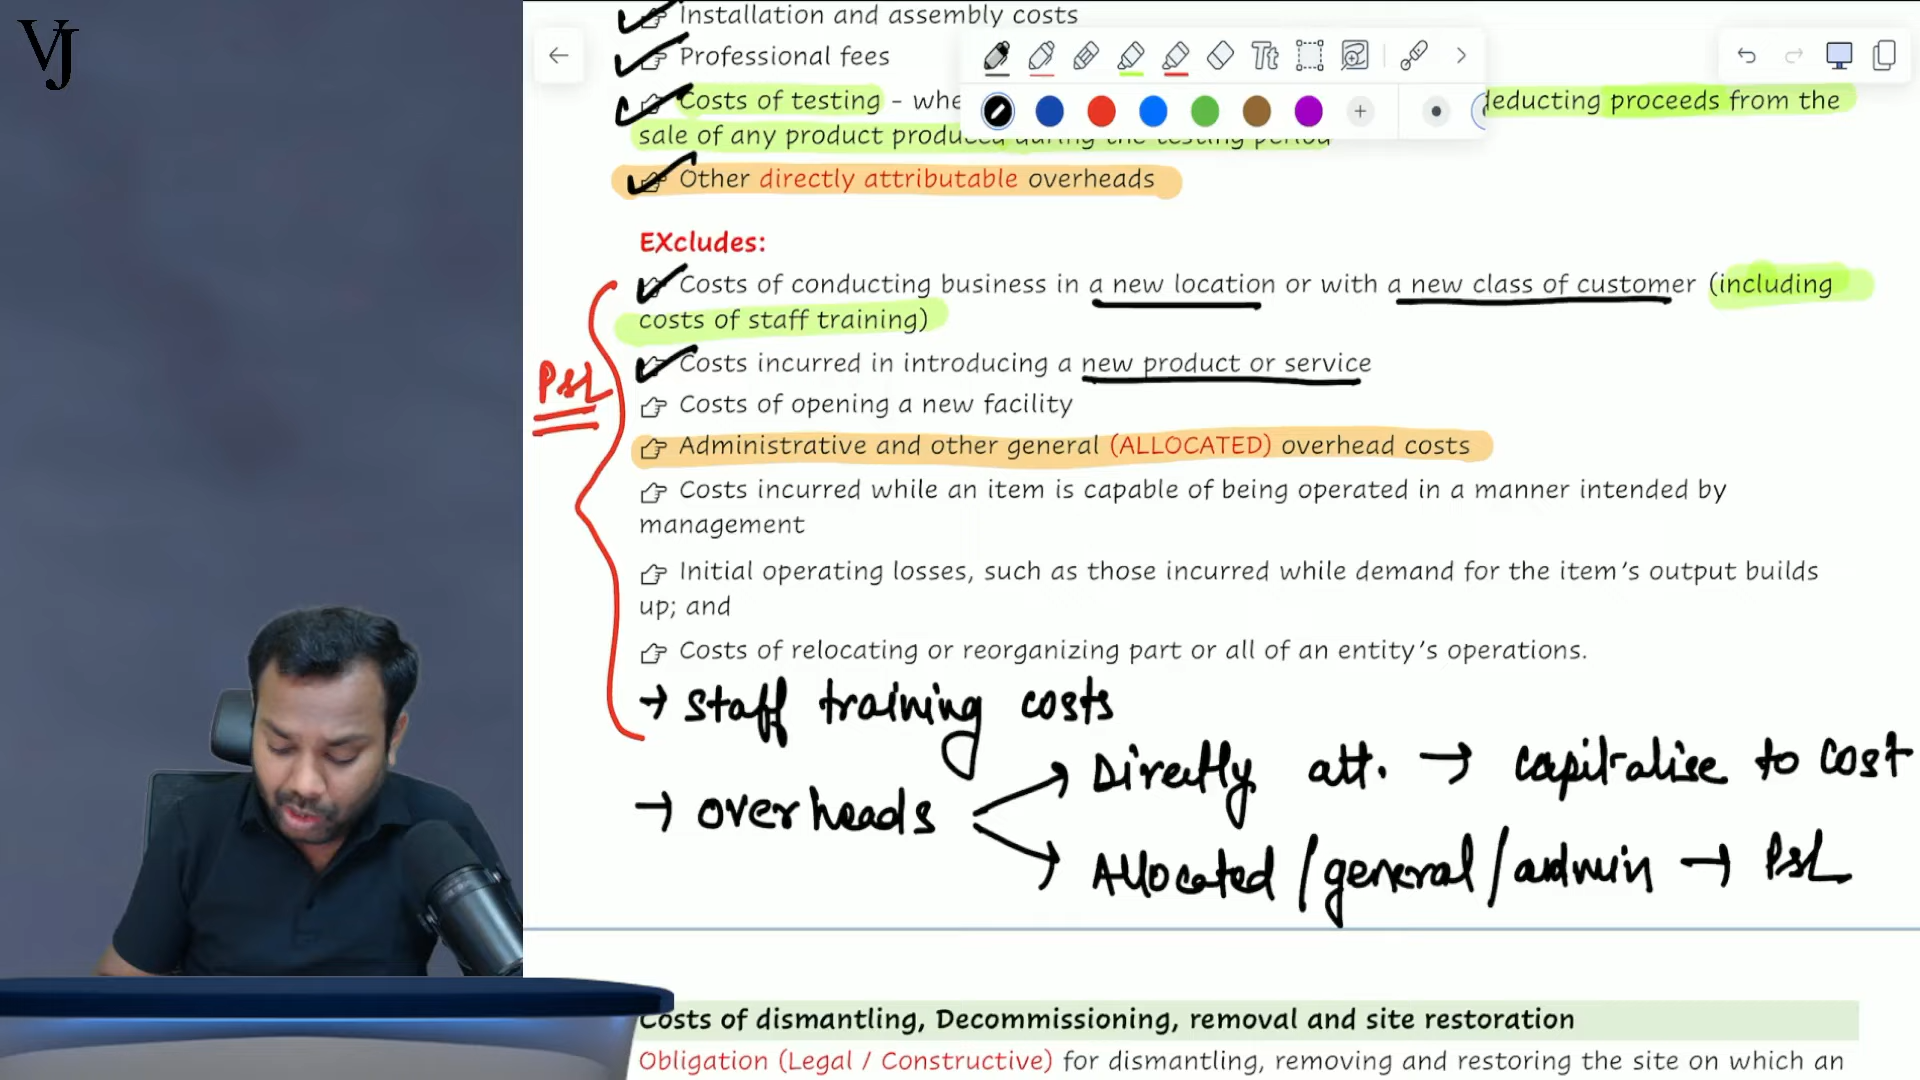 VJ
Installation and assembly costs
Professional fees
Tt
Costs of testing - whe deducting proceeds from the
sale of any product produced during the testing period
Other directly attributable overheads
EXcludes:
Costs of conducting business in a new location or with a new class of customer (including
costs of staff training)
Costs incurred in introducing a new product or service
P&L
Costs of opening a new facility
Administrative and other general (ALLOCATED) overhead costs
Costs incurred while an item is capable of being operated in a manner intended by
management
Initial operating losses, such as those incurred while demand for the item's output builds
up; and
Costs of relocating or reorganizing part or all of an entity's operations.
→ Staff training costs
→ overheads
Directly att. → capitalise to cost
Allocated / general / admin → P&L
Costs of dismantling, Decommissioning, removal and site restoration
Obligation (Legal / Constructive) for dismantling, removing and restoring the site on which an